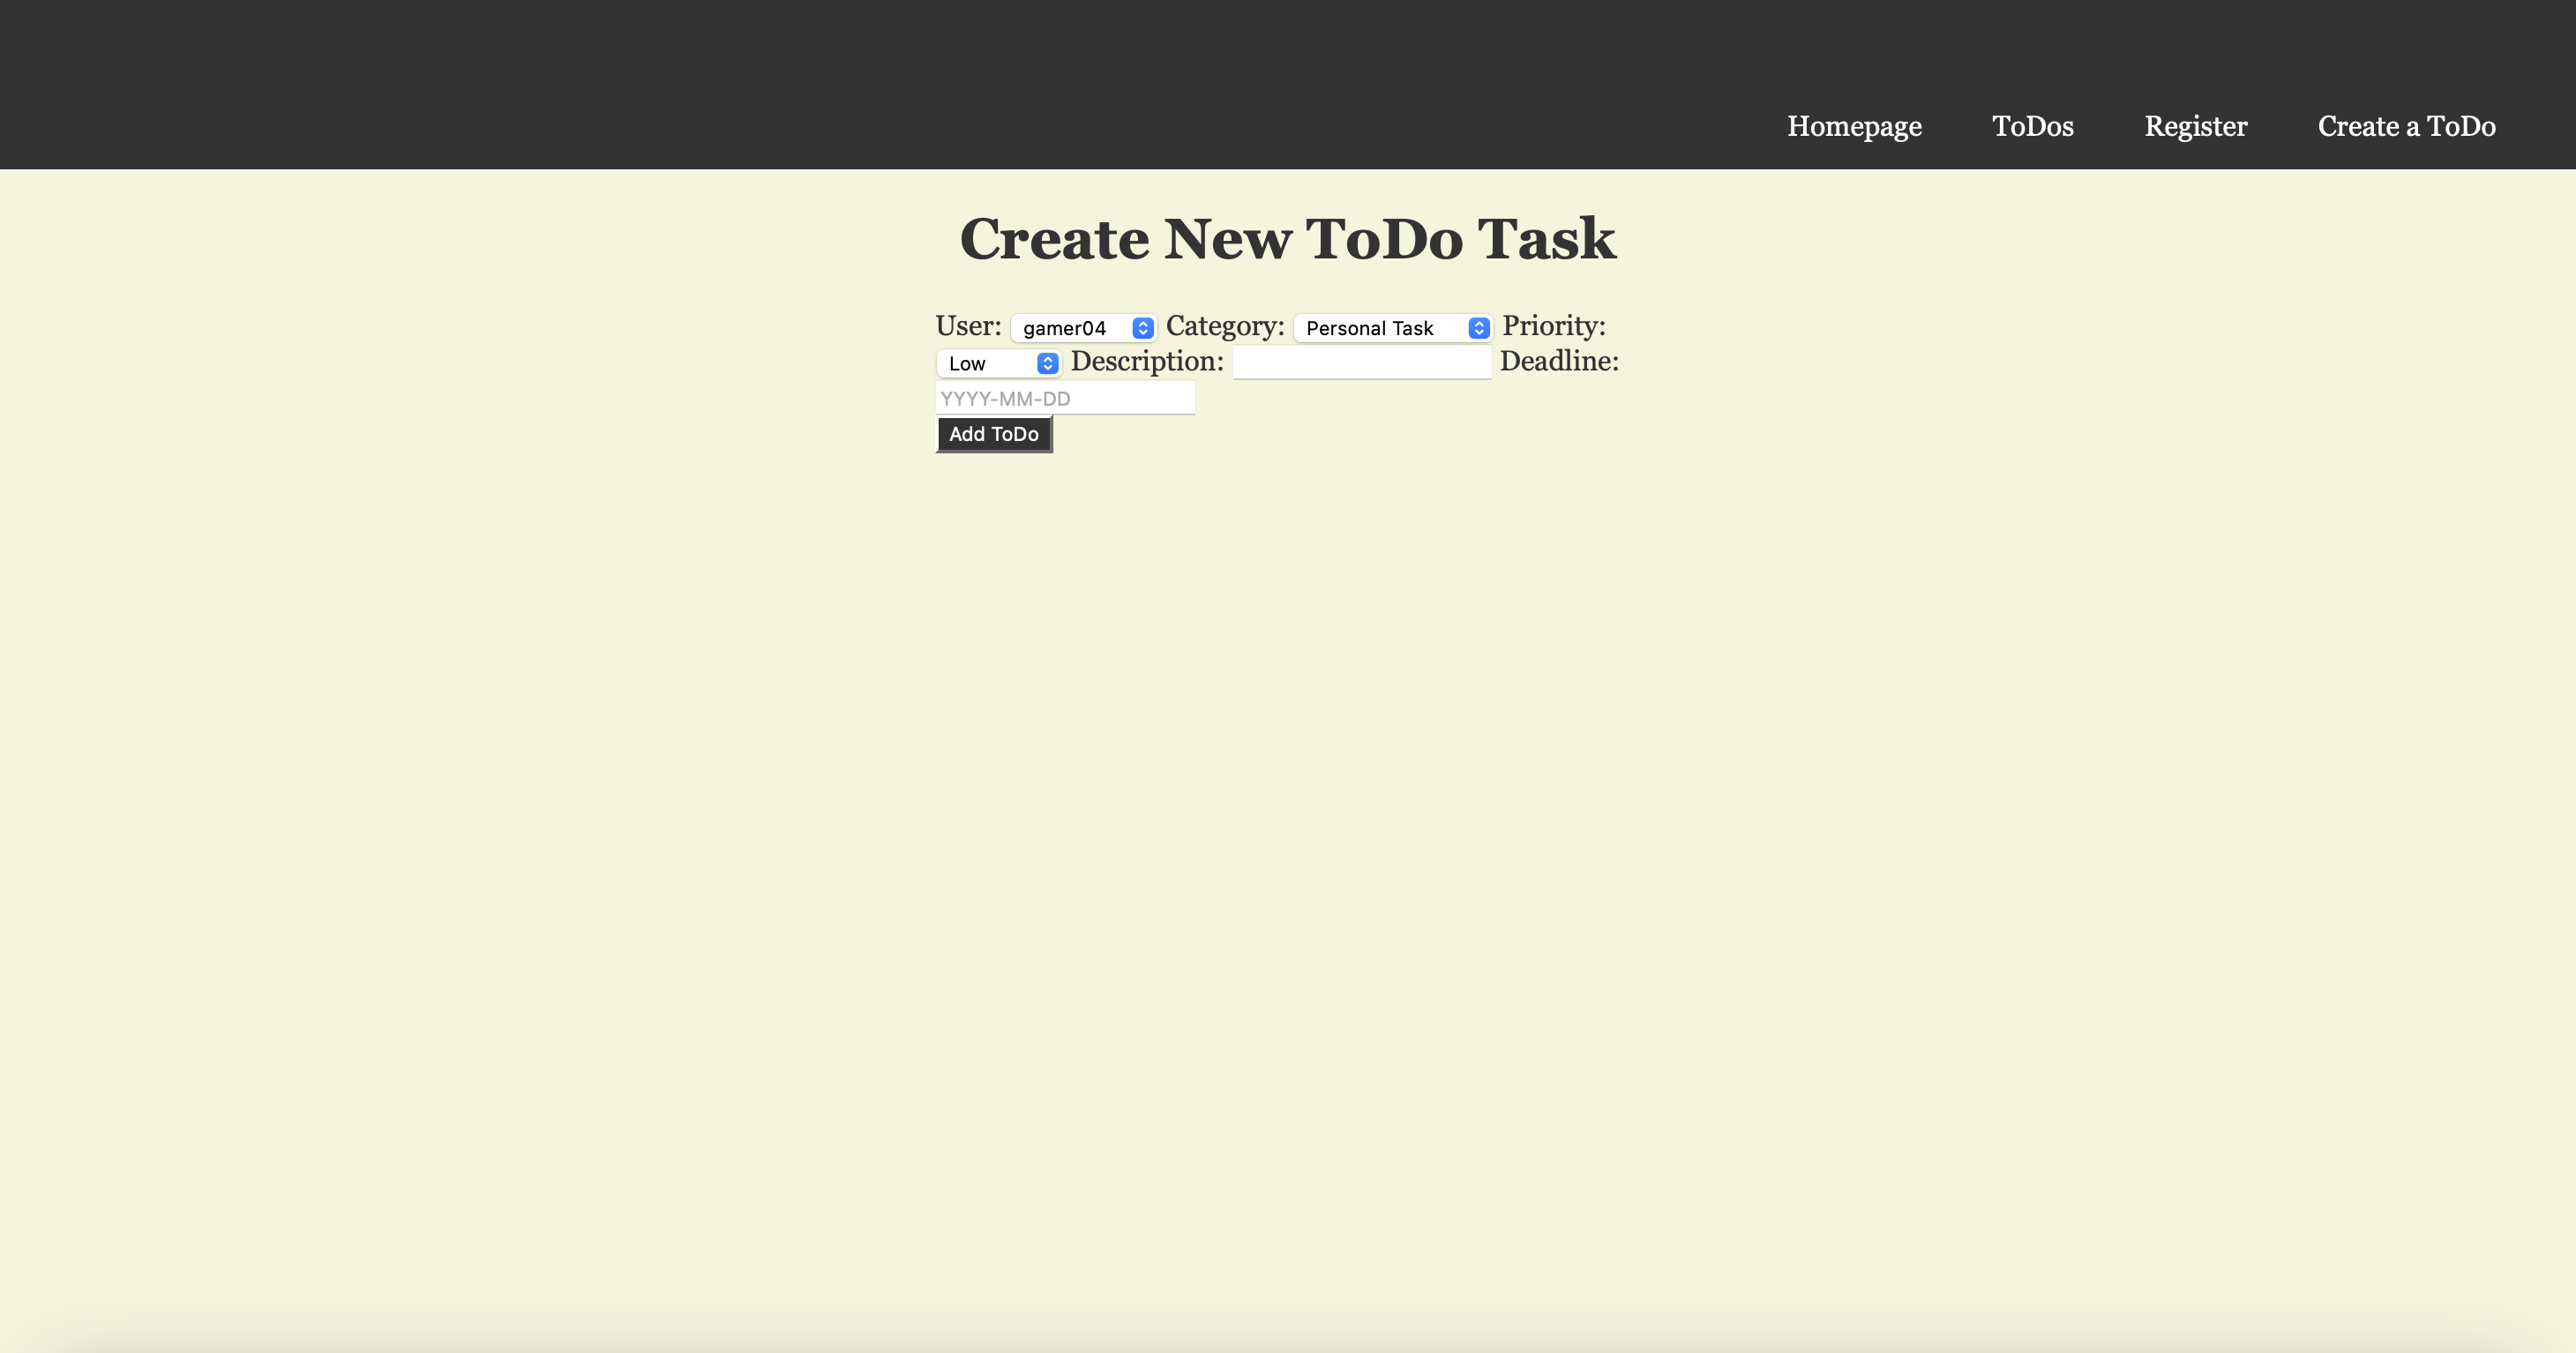 Homepage ToDos Register Create a ToDo
Create New ToDo Task
User: gamer04 Category: Personal Task Priority:
Low Description: Deadline:
YYYY-MM-DD
Add ToDo